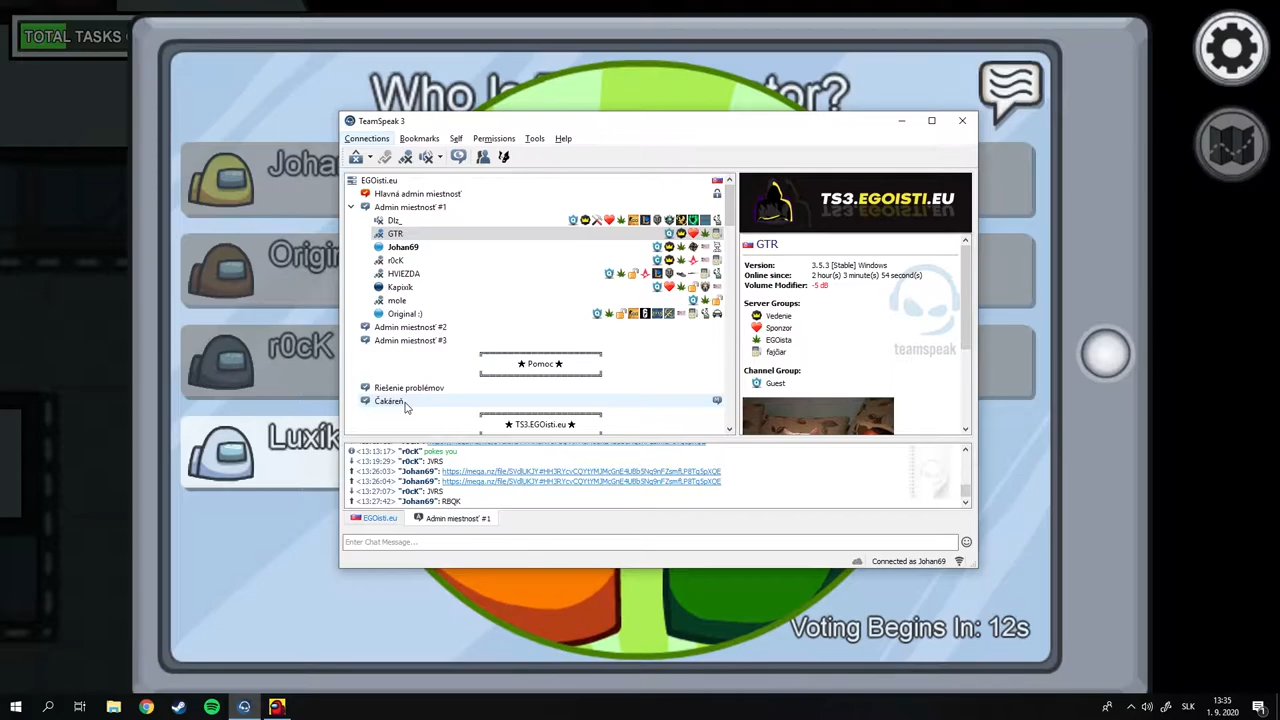 TOTAL TASKS
Who Is
tor?
Joha
Origin
r0cK
Luxik
Voting Begins In: 12s
TeamSpeak 3
Connections Bookmarks Self Permissions Tools Help
EGOisti.eu
Hlavná admin miestnosť
Admin miestnosť #1
Dlz_
GTR
Johan69
r0cK
HVIEZDA
Kapixik
mole
Original :)
Admin miestnosť #2
Admin miestnosť #3
★ Pomoc ★
Riešenie problémov
Čakáreň
★ TS3.EGOisti.eu ★
TS3.EGOISTI.EU
GTR
Version: 3.5.3 [Stable] Windows
Online since: 2 hour(s) 3 minute(s) 54 second(s)
Volume Modifier: -5 dB
Server Groups:
Vedenie
Sponzor
EGOista
fajčiar
Channel Group:
Guest
teamspeak
<13:13:17> "r0cK" pokes you
<13:19:29> "r0cK": JVRS
<13:26:03> "Johan69":
<13:26:04> "Johan69":
<13:27:07> "r0cK": JVRS
<13:27:42> "Johan69": RBQK
EGOisti.eu Admin miestnosť #1
Enter Chat Message...
Connected as Johan69
SLK
13:35
1. 9. 2020